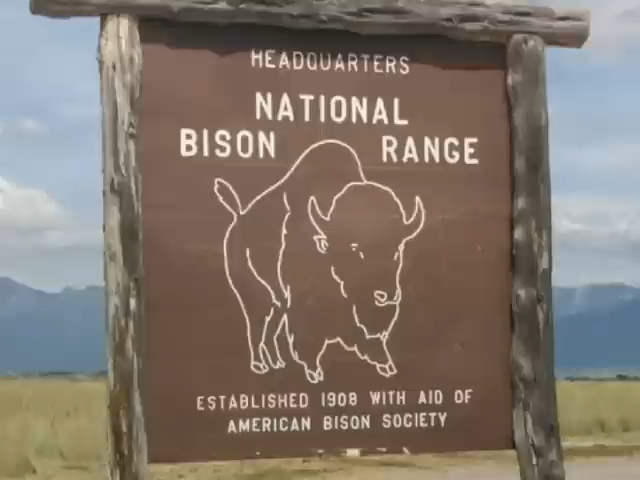 HEADQUARTERS
NATIONAL
BISON RANGE
ESTABLISHED 1908 WITH AID OF
AMERICAN BISON SOCIETY